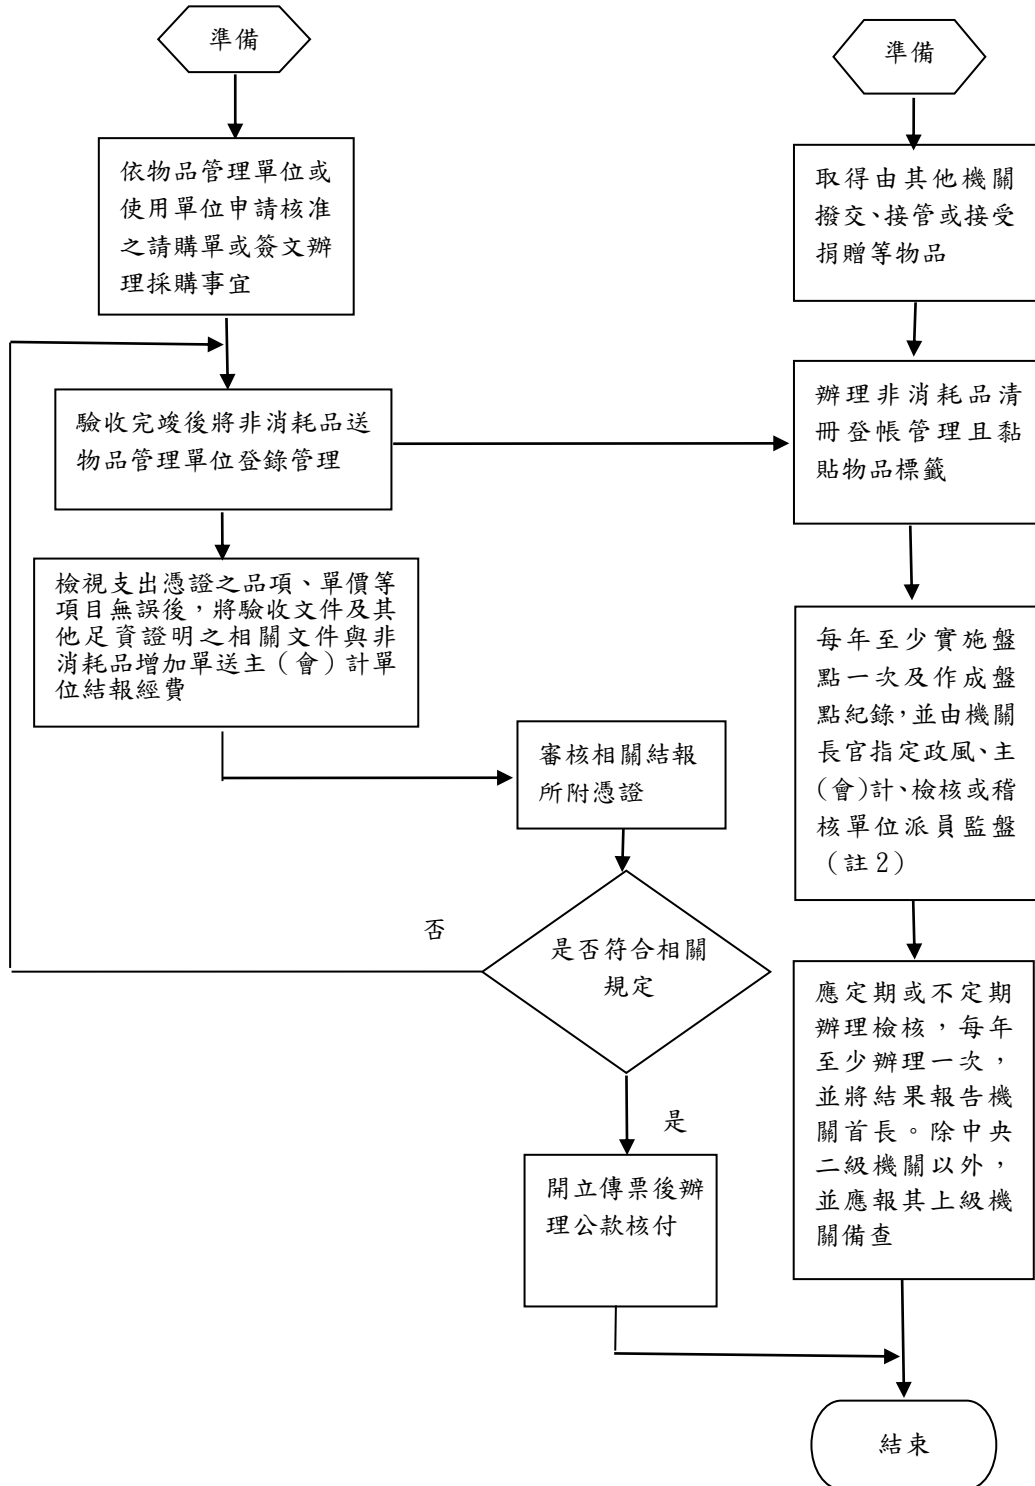 準備
依物品管理單位或
使用單位申請核准
之請購單或簽文辦
理採購事宜
驗收完竣後將非消耗品送
物品管理單位登錄管理
檢視支出憑證之品項、單價等
項目無誤後，將驗收文件及其
他足資證明之相關文件與非
消耗品增加單送主（會）計單
位結報經費
審核相關結報
所附憑證
是否符合相關
規定
否
是
開立傳票後辦
理公款核付
準備
取得由其他機關
撥交、接管或接受
捐贈等物品
辦理非消耗品清
冊登帳管理且黏
貼物品標籤
每年至少實施盤
點一次及作成盤
點紀錄，並由機關
長官指定政風、主
（會）計、檢核或稽
核單位派員監盤
（註2）
應定期或不定期
辦理檢核，每年
至少辦理一次，
並將結果報告機
關首長。除中央
二級機關以外，
並應報其上級機
關備查
結束